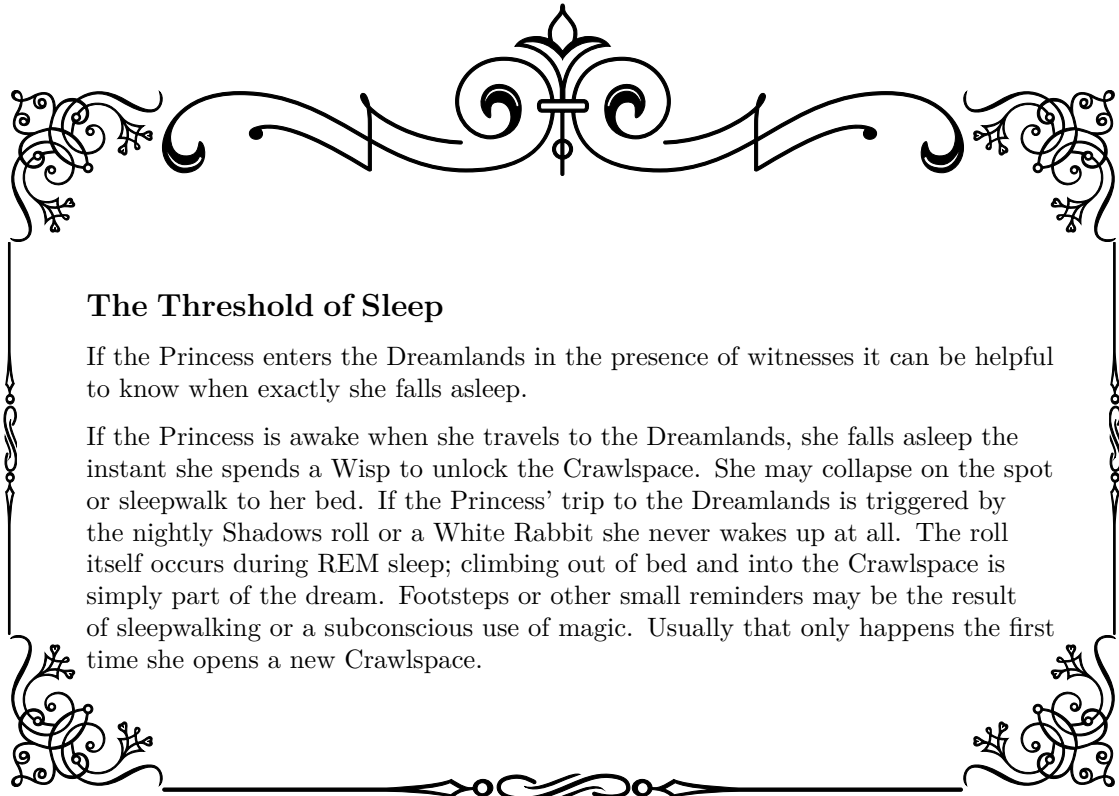 The Threshold of Sleep
If the Princess enters the Dreamlands in the presence of witnesses it can be helpful
to know when exactly she falls asleep.
If the Princess is awake when she travels to the Dreamlands, she falls asleep the
instant she spends a Wisp to unlock the Crawlspace. She may collapse on the spot
or sleepwalk to her bed. If the Princess' trip to the Dreamlands is triggered by
the nightly Shadows roll or a White Rabbit she never wakes up at all. The roll
itself occurs during REM sleep; climbing out of bed and into the Crawlspace is
simply part of the dream. Footsteps or other small reminders may be the result
of sleepwalking or a subconscious use of magic. Usually that only happens the first
time she opens a new Crawlspace.